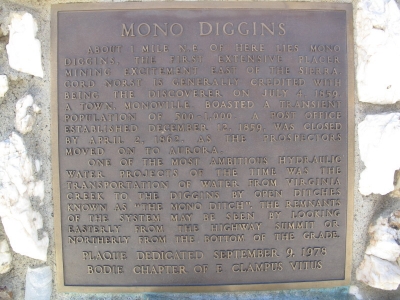 MONO DIGGINS
ABOUT 1 MILE N.E. OF HERE LIES MONO
DIGGINS, THE FIRST EXTENSIVE PLACER
MINING EXCITEMENT EAST OF THE SIERRA.
CORD NORST IS GENERALLY CREDITED WITH
BEING THE DISCOVERER ON JULY 4, 1859.
A TOWN, MONOVILLE, BOASTED A TRANSIENT
POPULATION OF 500-1,000. A POST OFFICE
ESTABLISHED DECEMBER 12, 1859, WAS CLOSED
BY APRIL 1862, AS THE PROSPECTORS
MOVED ON TO AURORA.
ONE OF THE MOST AMBITIOUS HYDRAULIC
WATER PROJECTS OF THE TIME WAS THE
TRANSPORTATION OF WATER FROM VIRGINIA
CREEK TO THE DIGGINS BY OPEN DITCHES
KNOWN AS "THE MONO DITCH". THE REMNANTS
OF THE SYSTEM MAY BE SEEN BY LOOKING
EASTERLY FROM THE HIGHWAY SUMMIT OR
NORTHERLY FROM THE BOTTOM OF THE GRADE.
PLAQUE DEDICATED SEPTEMBER 9, 1978
BODIE CHAPTER OF E CLAMPUS VITUS